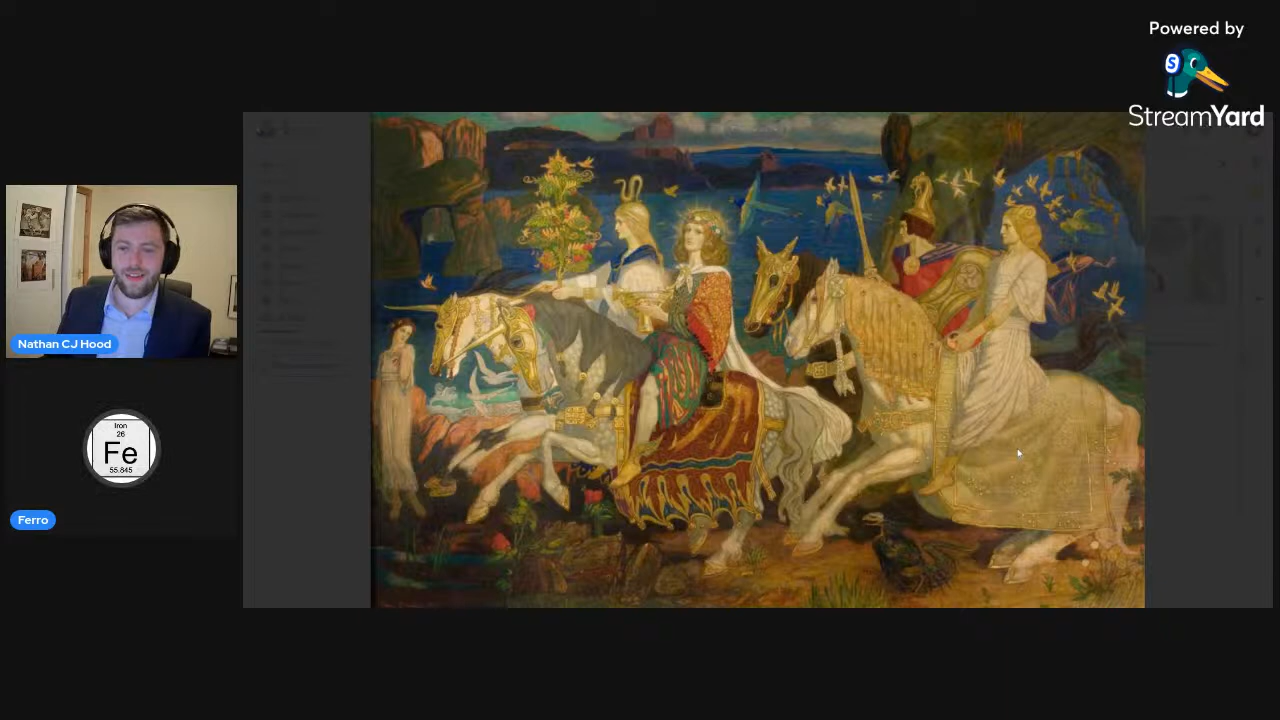 Powered by
S
StreamYard
Nathan CJ Hood
Iron
26
Fe
55.845
Ferro